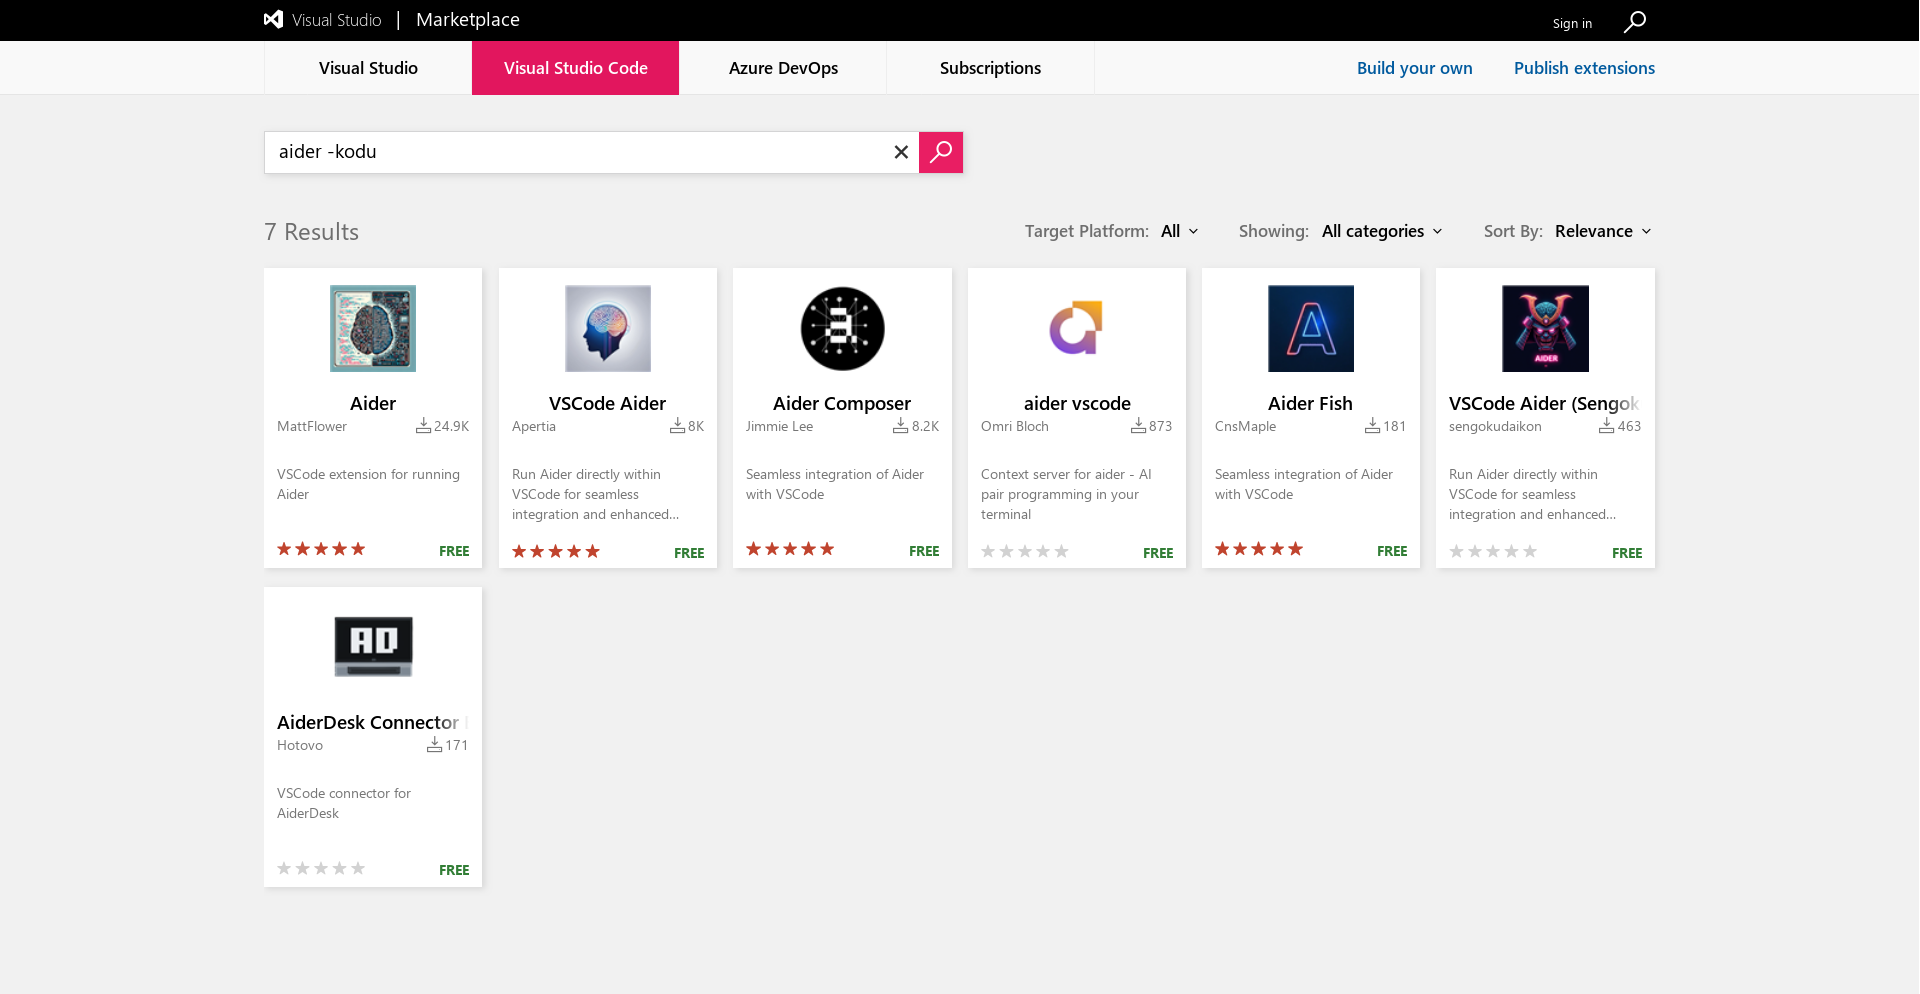 Visual Studio | Marketplace
Sign in
Visual Studio
Visual Studio Code
Azure DevOps
Subscriptions
Build your own
Publish extensions
aider -kodu
7 Results
Target Platform: All
Showing: All categories
Sort By: Relevance
Aider
MattFlower 24.9K
VSCode extension for running
Aider
FREE
VSCode Aider
Apertia 8K
Run Aider directly within
VSCode for seamless
integration and enhanced...
FREE
Aider Composer
Jimmie Lee 8.2K
Seamless integration of Aider
with VSCode
FREE
aider vscode
Omri Bloch 873
Context server for aider - AI
pair programming in your
terminal
FREE
A
Aider Fish
CnsMaple 181
Seamless integration of Aider
with VSCode
FREE
AIDER
VSCode Aider (Sengok
sengokudaikon 463
Run Aider directly within
VSCode for seamless
integration and enhanced...
FREE
AD
AiderDesk Connector
Hotovo 171
VSCode connector for
AiderDesk
FREE